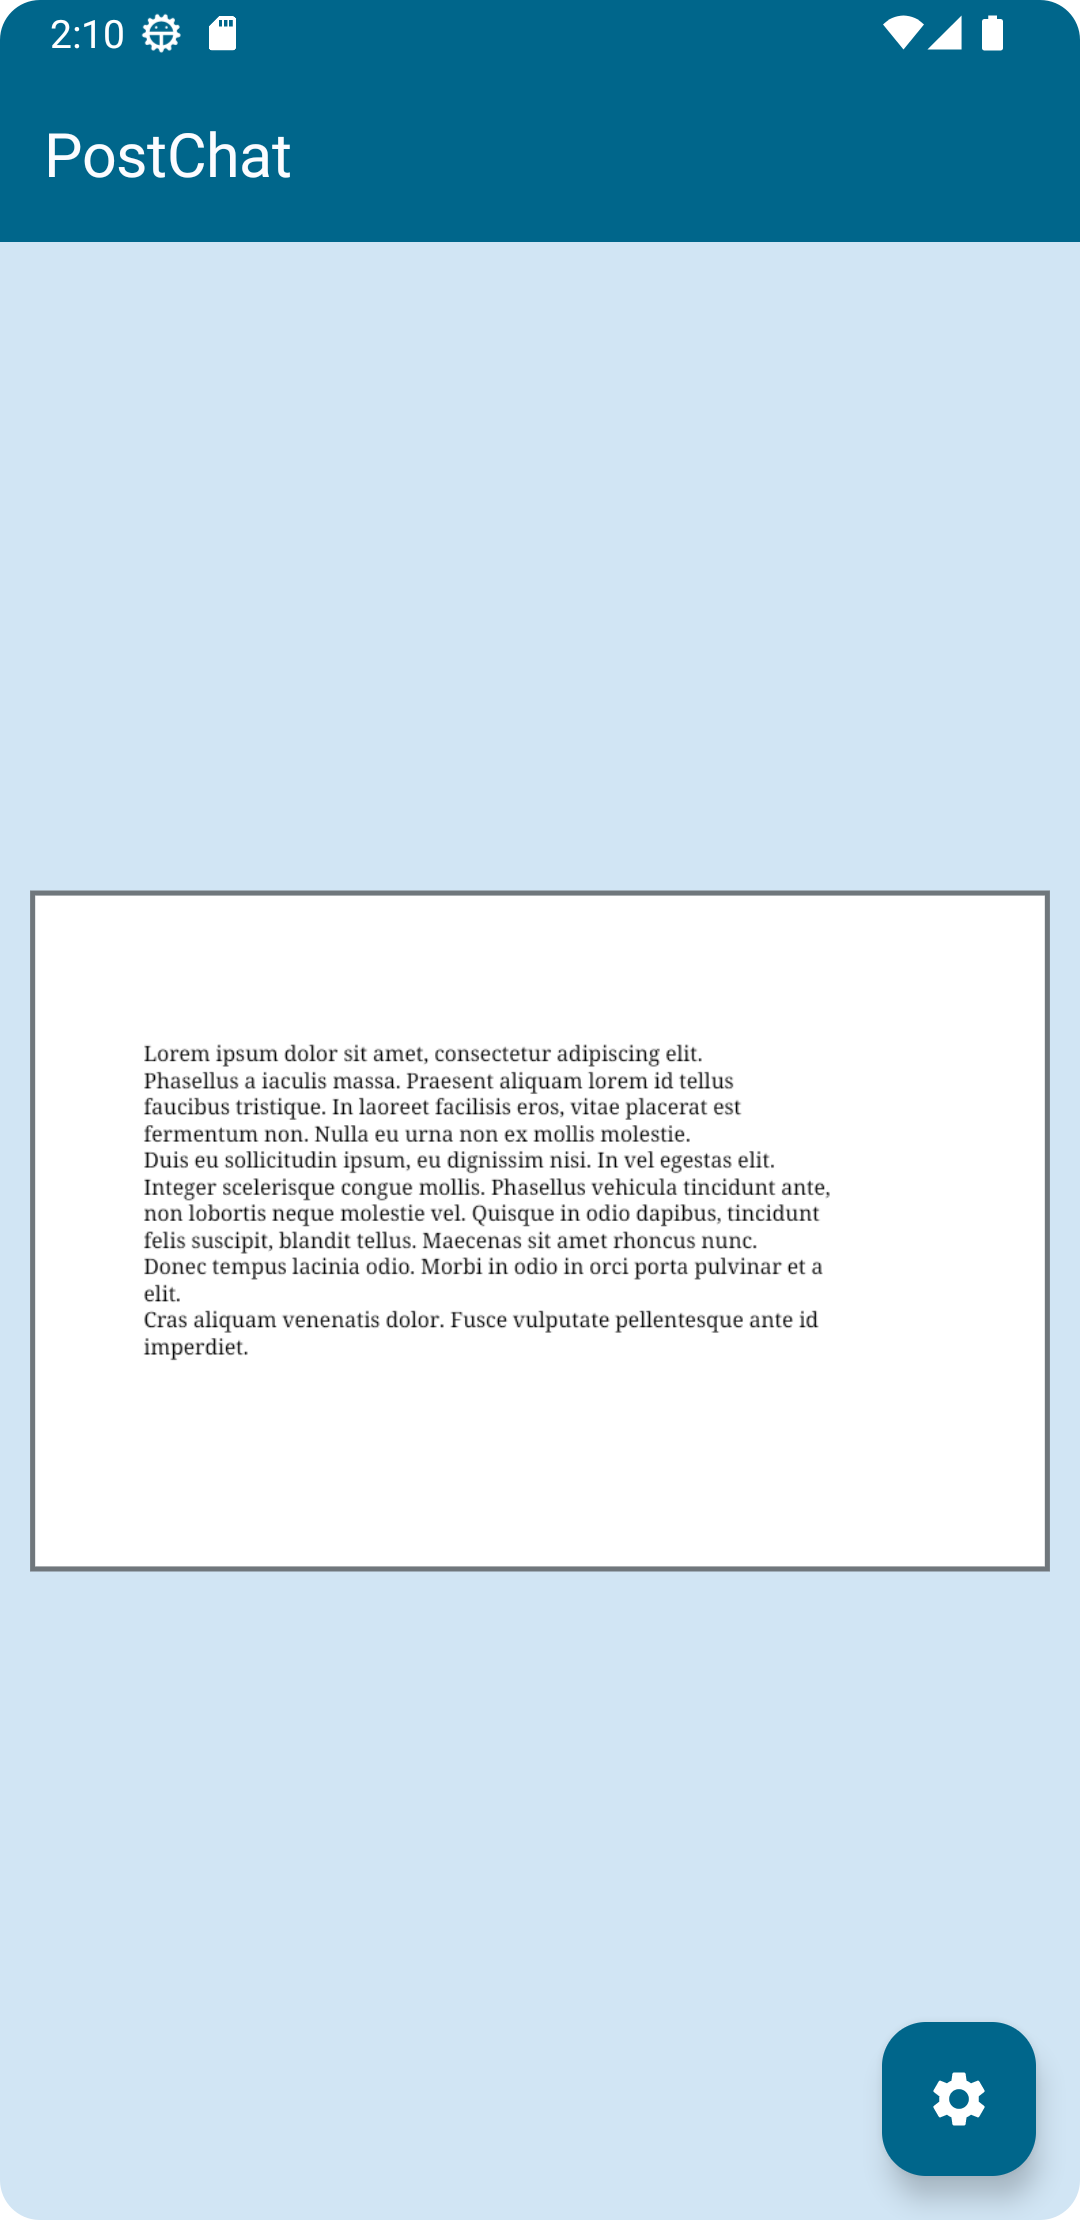 2:10
PostChat
Lorem ipsum dolor sit amet, consectetur adipiscing elit.
Phasellus a iaculis massa. Praesent aliquam lorem id tellus
faucibus tristique. In laoreet facilisis eros, vitae placerat est
fermentum non. Nulla eu urna non ex mollis molestie.
Duis eu sollicitudin ipsum, eu dignissim nisi. In vel egestas elit.
Integer scelerisque congue mollis. Phasellus vehicula tincidunt ante,
non lobortis neque molestie vel. Quisque in odio dapibus, tincidunt
felis suscipit, blandit tellus. Maecenas sit amet rhoncus nunc.
Donec tempus lacinia odio. Morbi in odio in orci porta pulvinar et a
elit.
Cras aliquam venenatis dolor. Fusce vulputate pellentesque ante id
imperdiet.